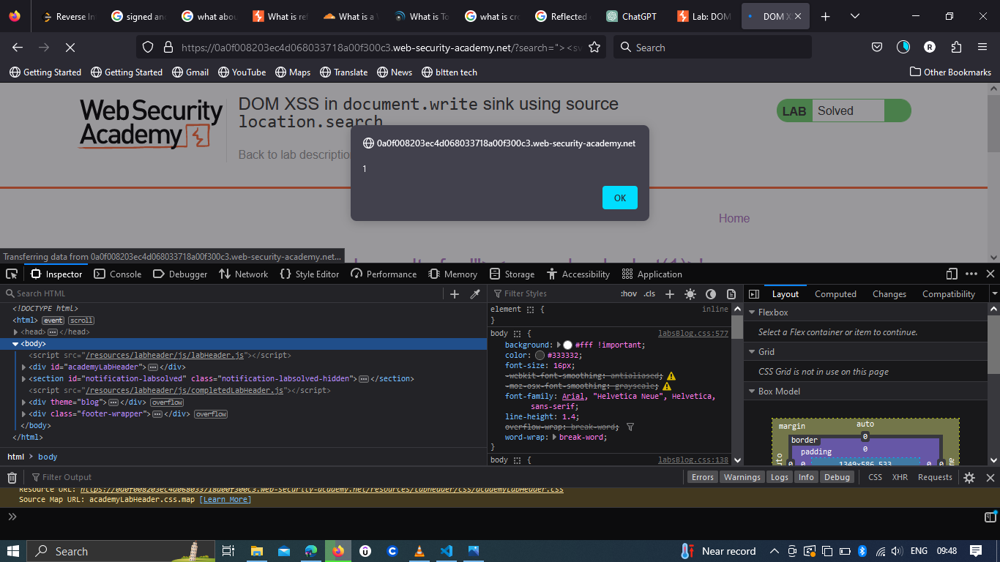 Reverse In
signed an
what abou
What is ref
What is a W
What is To
what is cro
Reflected
ChatGPT
Lab: DOM
DOM XS
https://0a0f008203ec4d068033718a00f300c3.web-security-academy.net/?search="><sv
Search
Getting Started
Getting Started
Gmail
YouTube
Maps
Translate
News
bltten tech
Other Bookmarks
WebSecurity
Academy
DOM XSS in document.write sink using source
location.search
LAB Solved
Back to lab description
0a0f008203ec4d068033718a00f300c3.web-security-academy.net
1
OK
Home
Transferring data from 0a0f008203ec4d068033718a00f300c3.web-security-academy.net...
Inspector
Console
Debugger
Network
Style Editor
Performance
Memory
Storage
Accessibility
Application
Search HTML
Filter Styles
:hov .cls
Layout
Computed
Changes
Compatibility
<!DOCTYPE html>
<html> event scroll
<head> </head>
<body>
<script src="/resources/labheader/js/labHeader.js"></script>
<div id="academyLabHeader"> </div>
<section id="notification-labsolved" class="notification-labsolved-hidden"> </section>
<script src="/resources/labheader/js/completedLabHeader.js"></script>
<div theme="blog"> </div> overflow
<div class="footer-wrapper"> </div> overflow
</body>
</html>
html > body
element { inline
}
body { labsBlog.css:577
background: #fff !important;
color: #333332;
font-size: 16px;
-webkit-font-smoothing: antialiased;
-moz-osx-font-smoothing: grayscale;
font-family: Arial, "Helvetica Neue", Helvetica,
sans-serif;
line-height: 1.4;
overflow-wrap: break-word;
word-wrap: break-word;
}
body { labsBlog.css:138
Flexbox
Select a Flex container or item to continue.
Grid
CSS Grid is not in use on this page
Box Model
margin
auto
border
0
padding
0
0 0 1349×586.533 0 0
Filter Output
Errors
Warnings
Logs
Info
Debug
CSS
XHR
Requests
Resource URL: https://0a0f008203ec4d068033718a00f300c3.web-security-academy.net/resources/labheader/css/academyLabHeader.css
Source Map URL: academyLabHeader.css.map [Learn More]
Search
Near record
ENG
09:48